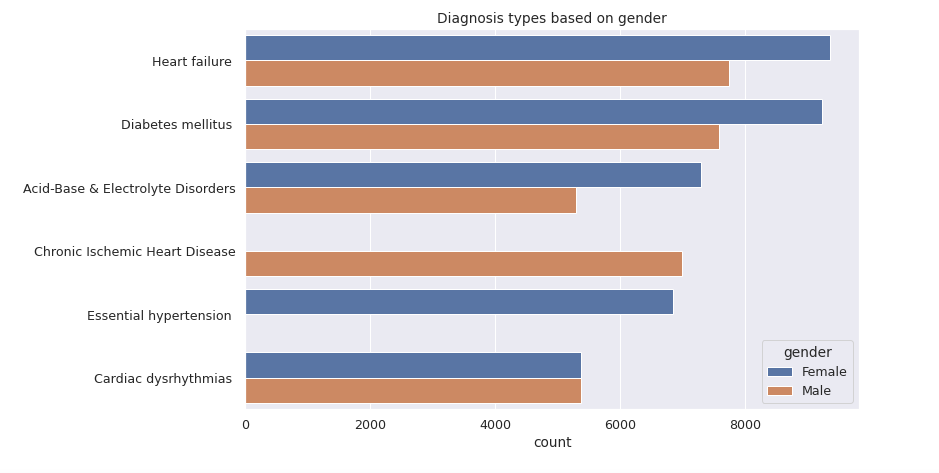 Diagnosis types based on gender
Heart failure
Diabetes mellitus
Acid-Base & Electrolyte Disorders
Chronic Ischemic Heart Disease
Essential hypertension
Cardiac dysrhythmias
gender
Female
Male
0 2000 4000 6000 8000
count